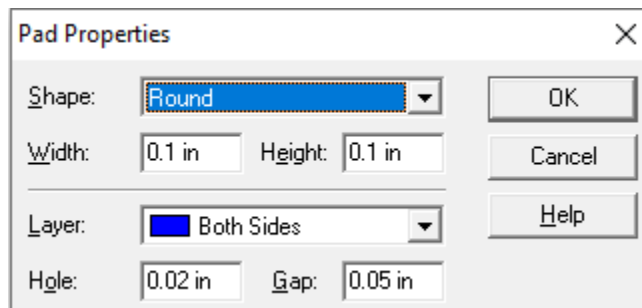 Pad Properties
Shape: Round OK
Width: 0.1 in Height: 0.1 in Cancel
Layer: Both Sides Help
Hole: 0.02 in Gap: 0.05 in